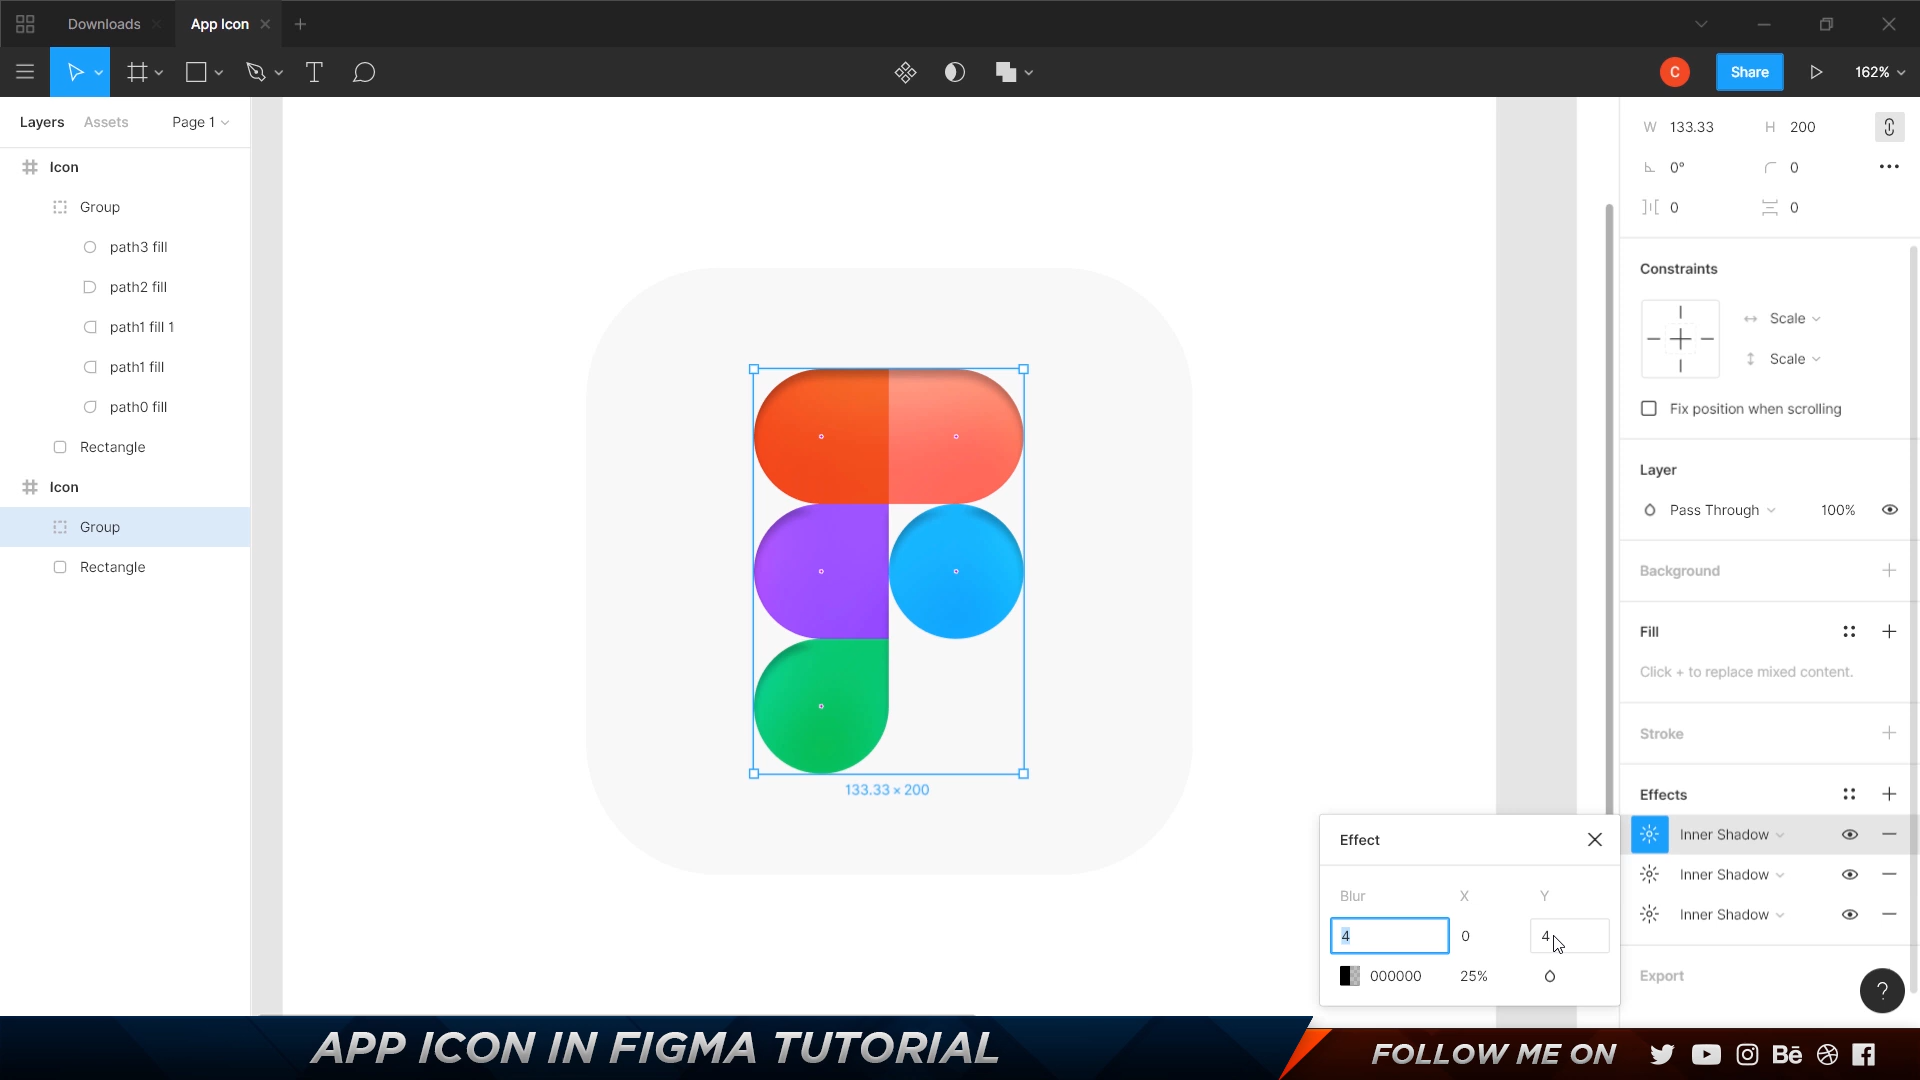 Downloads
App Icon
C
Share
162%
Layers
Assets
Page 1
Icon
Group
path3 fill
path2 fill
path1 fill 1
path1 fill
path0 fill
Rectangle
Icon
Group
Rectangle
133.33 × 200
W 133.33
H 200
0°
0
0
0
Constraints
Scale
Scale
Fix position when scrolling
Layer
Pass Through
100%
Background
Fill
Click + to replace mixed content.
Stroke
Effects
Inner Shadow
Inner Shadow
Inner Shadow
Export
?
Effect
Blur
X
Y
4
0
4
000000
25%
APP ICON IN FIGMA TUTORIAL
FOLLOW ME ON
Bē